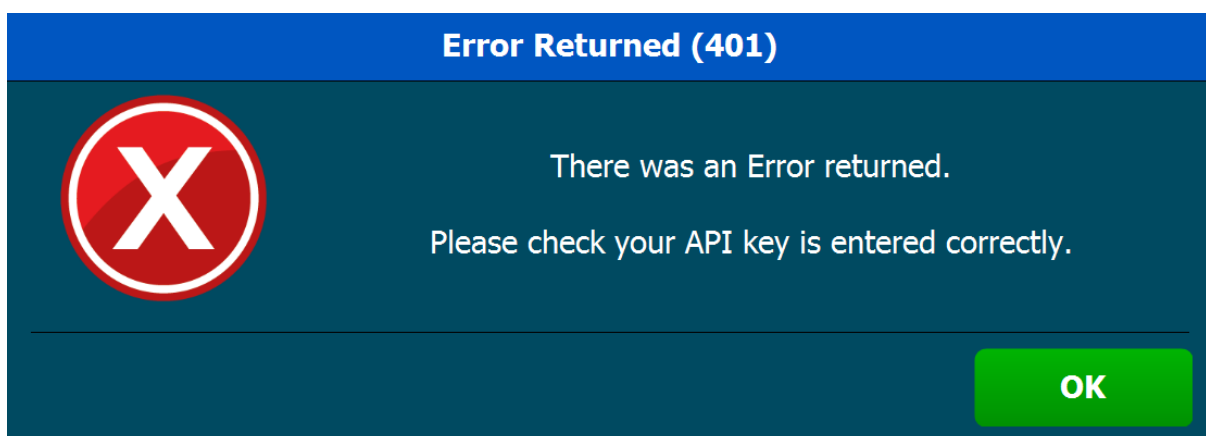 Error Returned (401)
X
There was an Error returned.
Please check your API key is entered correctly.
OK